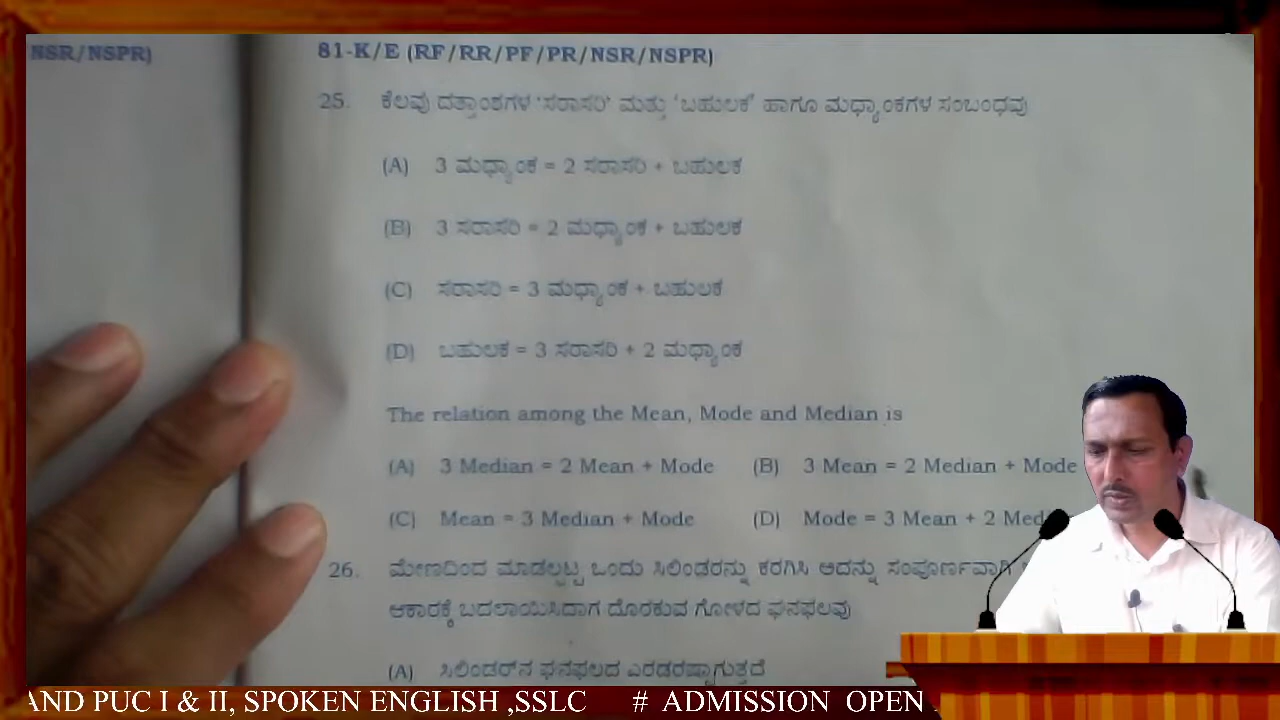 NSR/NSPR)
81-K/E (RF/RR/PF/PR/NSR/NSPR)
25. ಕೆಲವು ದತ್ತಾಂಶಗಳ 'ಸರಾಸರಿ' ಮತ್ತು 'ಬಹುಲಕ' ಹಾಗೂ ಮಧ್ಯಾಂಕಗಳ ಸಂಬಂಧವು
(A) 3 ಮಧ್ಯಾಂಕ = 2 ಸರಾಸರಿ + ಬಹುಲಕ
(B) 3 ಸರಾಸರಿ = 2 ಮಧ್ಯಾಂಕ + ಬಹುಲಕ
(C) ಸರಾಸರಿ = 3 ಮಧ್ಯಾಂಕ + ಬಹುಲಕ
(D) ಬಹುಲಕ = 3 ಸರಾಸರಿ + 2 ಮಧ್ಯಾಂಕ
The relation among the Mean, Mode and Median is
(A) 3 Median = 2 Mean + Mode (B) 3 Mean = 2 Median + Mode
(C) Mean = 3 Median + Mode (D) Mode = 3 Mean + 2 Med
26. ಮೇಣದಿಂದ ಮಾಡಲ್ಪಟ್ಟ ಒಂದು ಸಿಲಿಂಡರನ್ನು ಕರಗಿಸಿ ಅದನ್ನು ಸಂಪೂರ್ಣವಾಗಿ
ಆಕಾರಕ್ಕೆ ಬದಲಾಯಿಸಿದಾಗ ದೊರಕುವ ಗೋಳದ ಘನಫಲವು
(A) ಸಿಲಿಂಡರ್‌ನ ಘನಫಲದ ಎರಡರಷ್ಟಾಗುತ್ತದೆ
AND PUC I & II, SPOKEN ENGLISH ,SSLC # ADMISSION OPEN